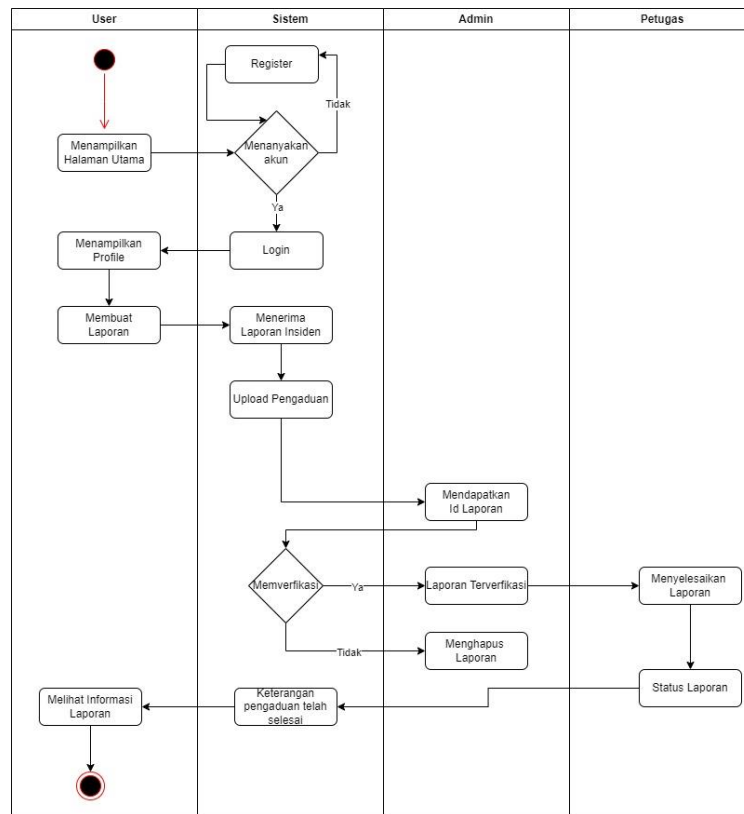 User
Sistem
Admin
Petugas
Register
Tidak
Menampilkan
Halaman Utama
Menanyakan
akun
Ya
Menampilkan
Profile
Login
Membuat
Laporan
Menerima
Laporan Insiden
Upload Pengaduan
Mendapatkan
Id Laporan
Memverfikasi
Ya
Laporan Terverfikasi
Menyelesaikan
Laporan
Tidak
Menghapus
Laporan
Status Laporan
Keterangan
pengaduan telah
selesai
Melihat Informasi
Laporan